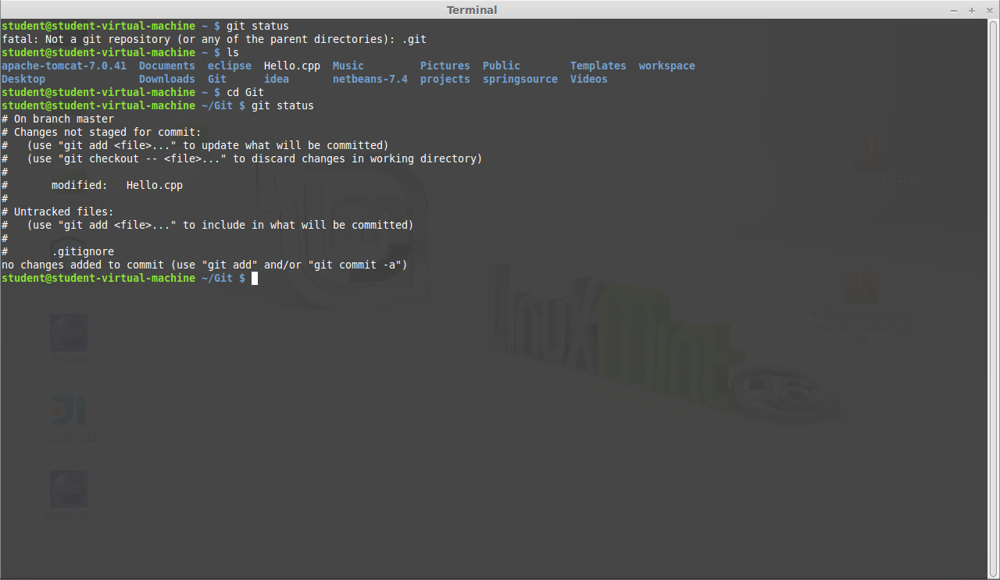 Terminal
student@student-virtual-machine ~ $ git status
fatal: Not a git repository (or any of the parent directories): .git
student@student-virtual-machine ~ $ ls
apache-tomcat-7.0.41  Documents  eclipse  Hello.cpp  Music         Pictures  Public        Templates  workspace
Desktop               Downloads  Git      idea       netbeans-7.4  projects  springsource  Videos
student@student-virtual-machine ~ $ cd Git
student@student-virtual-machine ~/Git $ git status
# On branch master
# Changes not staged for commit:
#   (use "git add <file>..." to update what will be committed)
#   (use "git checkout -- <file>..." to discard changes in working directory)
#
#       modified:   Hello.cpp
#
# Untracked files:
#   (use "git add <file>..." to include in what will be committed)
#
#       .gitignore
no changes added to commit (use "git add" and/or "git commit -a")
student@student-virtual-machine ~/Git $
LinuxMint
Eclipse
IntelliJ IDEA
Spring STS